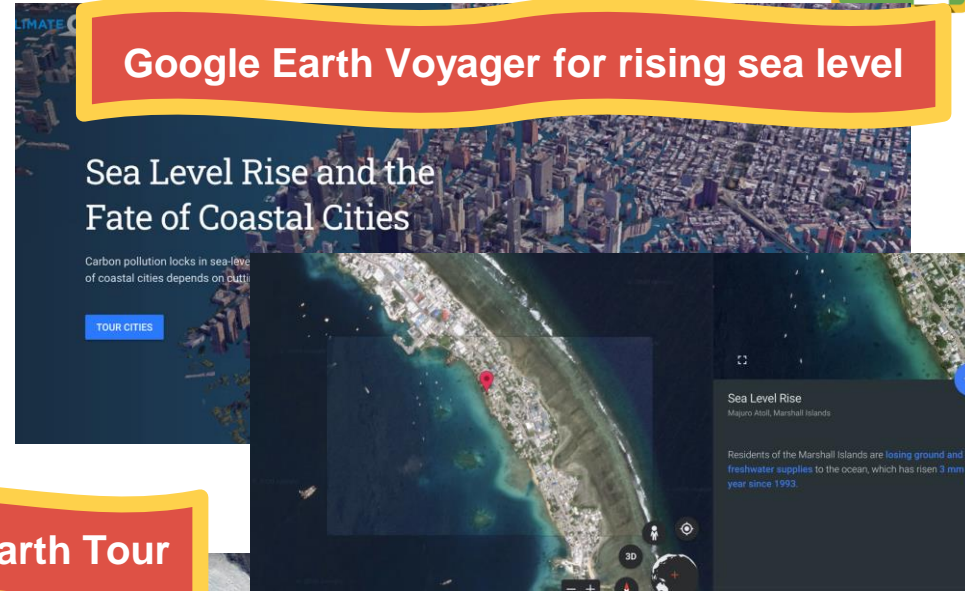 LIMATE
Google Earth Voyager for rising sea level
Sea Level Rise and the
Fate of Coastal Cities
Carbon pollution locks in sea-leve
of coastal cities depends on cutti
TOUR CITIES
Sea Level Rise
Majuro Atoll, Marshall Islands
Residents of the Marshall Islands are losing ground and
freshwater supplies to the ocean, which has risen 3 mm
year since 1993.
3D
arth Tour